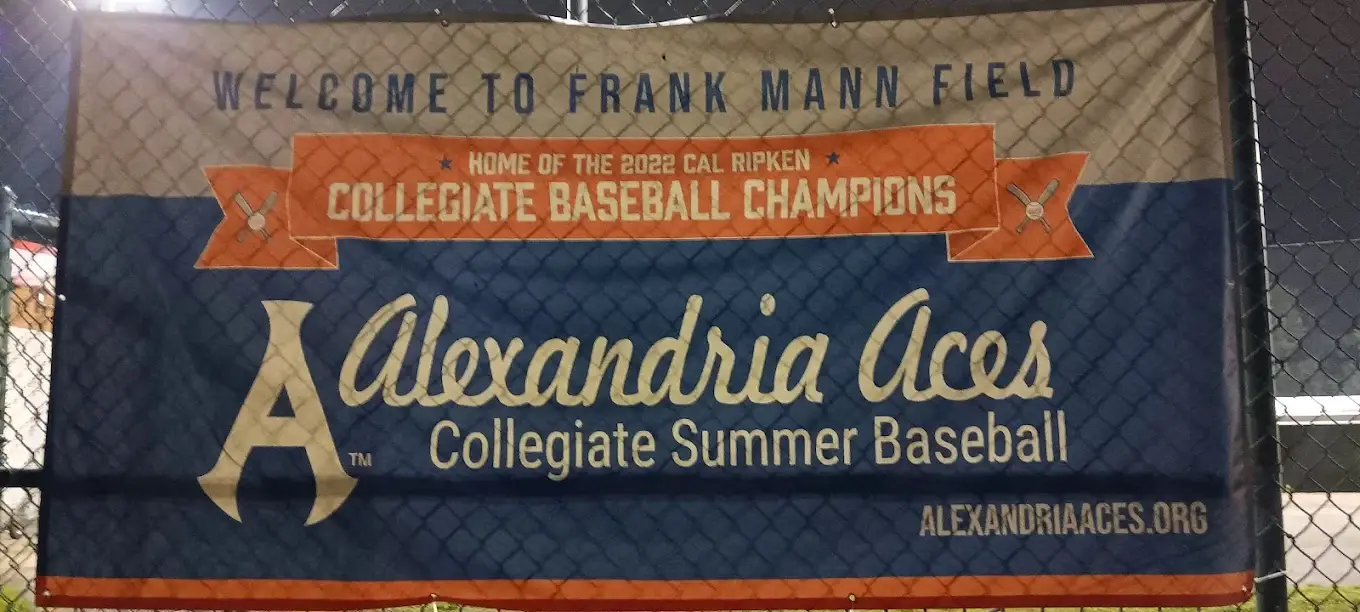 WELCOME TO FRANK MANN FIELD
HOME OF THE 2022 CAL RIPKEN
COLLEGIATE BASEBALL CHAMPIONS
A TM
Alexandria Aces
Collegiate Summer Baseball
ALEXANDRIAACES.ORG